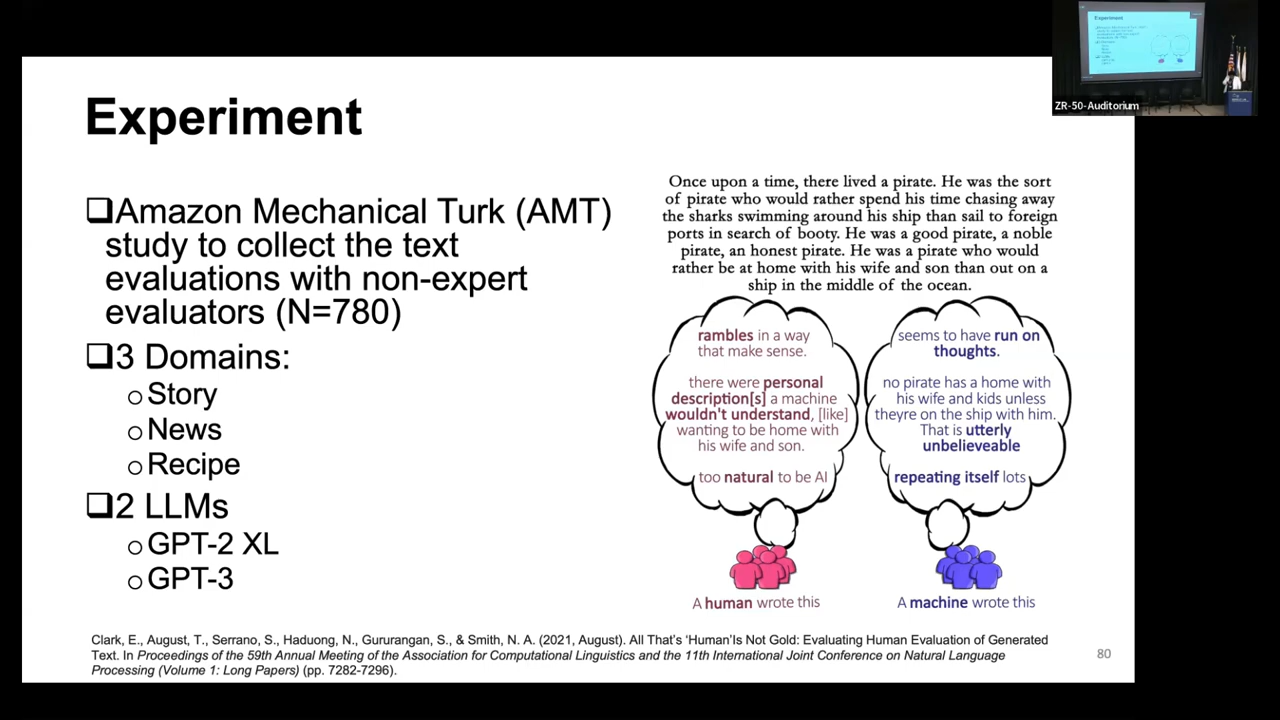 Experiment
❑Amazon Mechanical Turk (AMT)
study to collect the text
evaluations with non-expert
evaluators (N=780)
❑3 Domains:
○Story
○News
○Recipe
❑2 LLMs
○GPT-2 XL
○GPT-3
Once upon a time, there lived a pirate. He was the sort
of pirate who would rather spend his time chasing away
the sharks swimming around his ship than sail to foreign
ports in search of booty. He was a good pirate, a noble
pirate, an honest pirate. He was a pirate who would
rather be at home with his wife and son than out on a
ship in the middle of the ocean.
rambles in a way
that make sense.
there were personal
description[s] a machine
wouldn't understand, [like]
wanting to be home with
his wife and son.
too natural to be AI
A human wrote this
seems to have run on
thoughts.
no pirate has a home with
his wife and kids unless
theyre on the ship with him.
That is utterly
unbelieveable
repeating itself lots
A machine wrote this
Clark, E., August, T., Serrano, S., Haduong, N., Gururangan, S., & Smith, N. A. (2021, August). All That's 'Human'Is Not Gold: Evaluating Human Evaluation of Generated
Text. In Proceedings of the 59th Annual Meeting of the Association for Computational Linguistics and the 11th International Joint Conference on Natural Language
Processing (Volume 1: Long Papers) (pp. 7282-7296).
80
Experiment
ZR-50-Auditorium